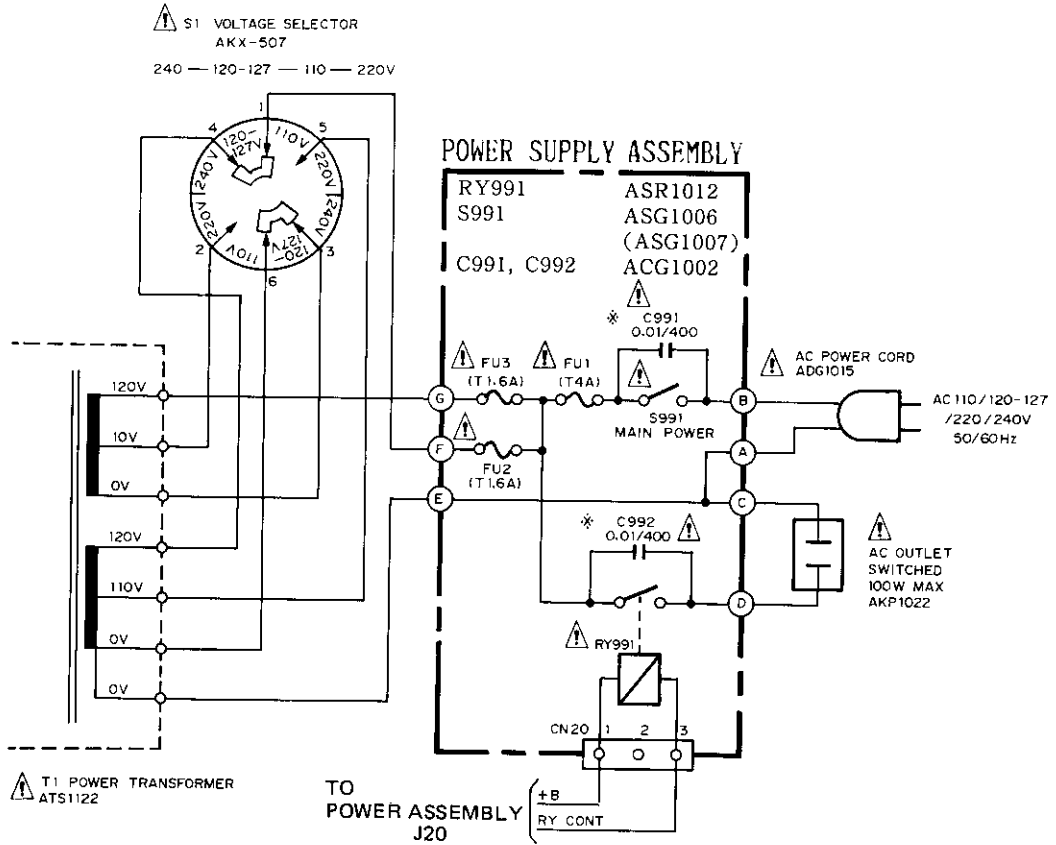 ⚠ S1 VOLTAGE SELECTOR
AKX-507
240 — 120-127 — 110 — 220V
1
4
5
120-
127V
110V
240V
220V
220V
240V
110V
120-
127V
2
3
6
POWER SUPPLY ASSEMBLY
RY991 ASR1012
S991 ASG1006
(ASG1007)
C991, C992 ACG1002
※ C991
0.01/400
FU3
(T1.6A)
FU1
(T4A)
S991
MAIN POWER
AC POWER CORD
ADG1015
AC110/120-127
/220/240V
50/60Hz
G
B
F
A
FU2
(T1.6A)
E
C
※ C992
0.01/400
AC OUTLET
SWITCHED
100W MAX
AKP1022
D
RY991
CN20 1 2 3
120V
10V
0V
120V
110V
0V
0V
⚠ T1 POWER TRANSFORMER
ATS1122
TO
POWER ASSEMBLY
J20
+B
RY CONT